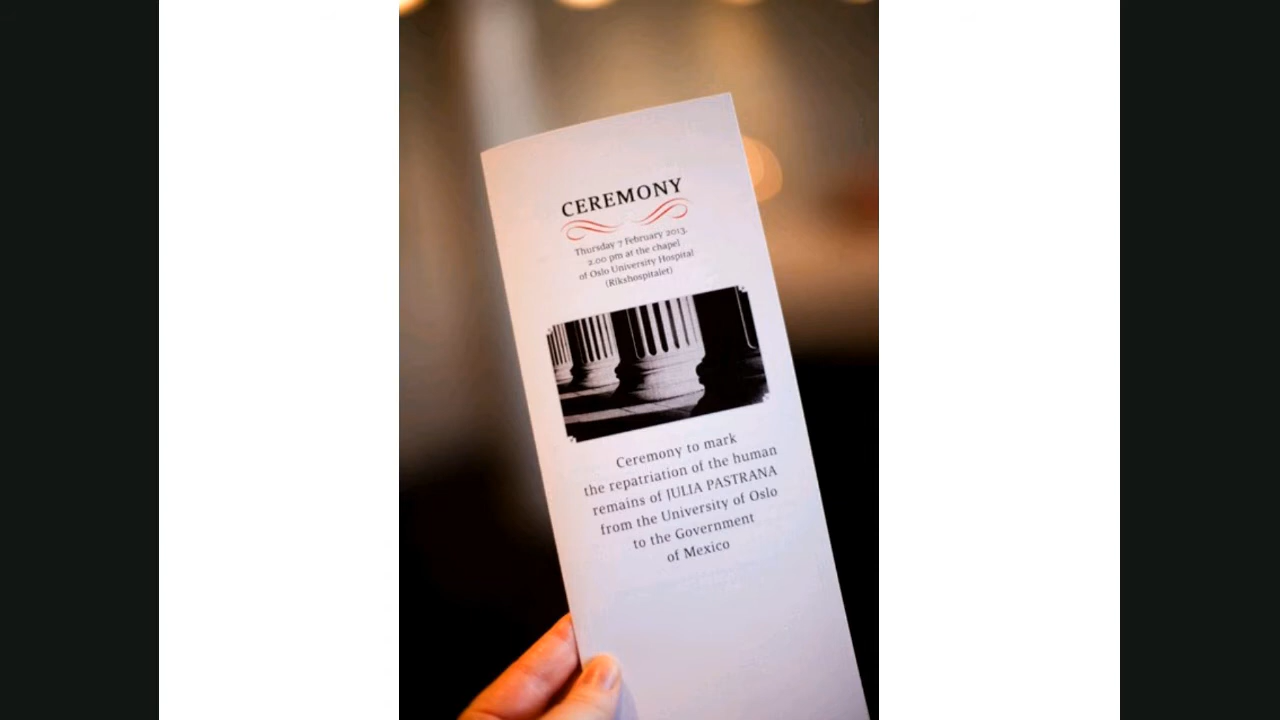 CEREMONY
Thursday 7 February 2013.
2.00 pm at the chapel
of Oslo University Hospital
(Rikshospitalet)
Ceremony to mark
the repatriation of the human
remains of JULIA PASTRANA
from the University of Oslo
to the Government
of Mexico